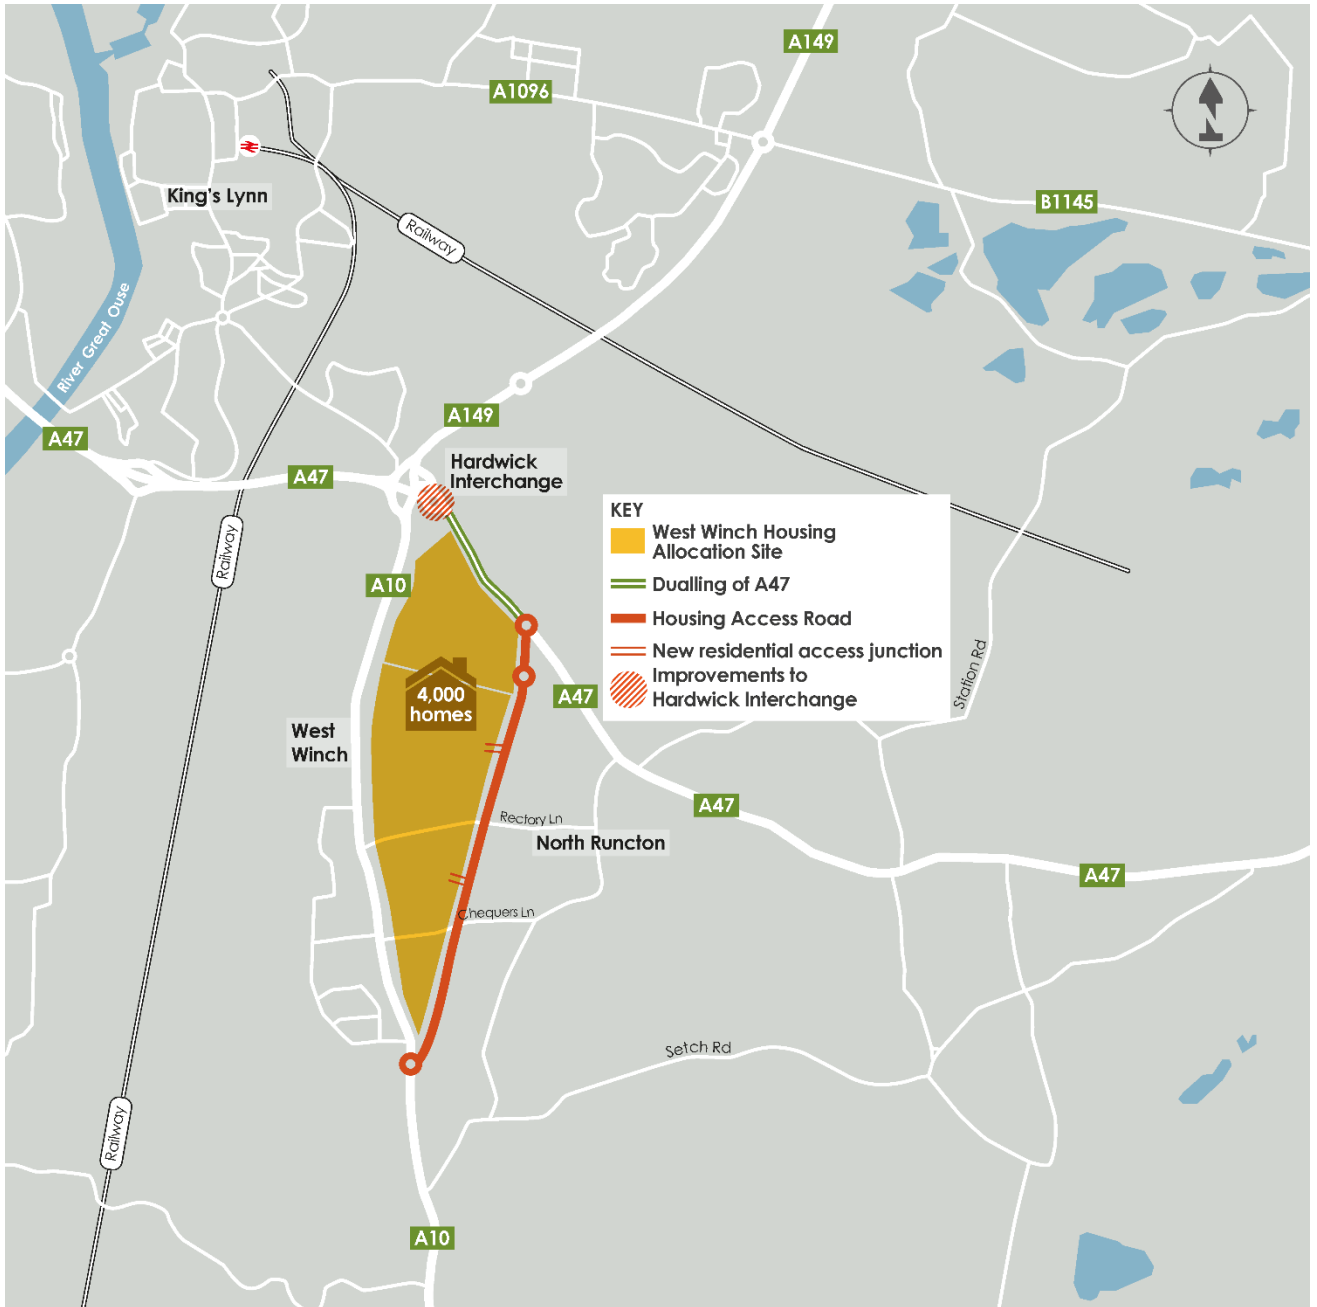 A149
A1096
King's Lynn
B1145
Railway
River Great Ouse
A149
A47
A47
Hardwick
Interchange
KEY
West Winch Housing
Allocation Site
Dualling of A47
Housing Access Road
New residential access junction
Improvements to
Hardwick Interchange
Railway
A10
Station Rd
4,000
homes
A47
West
Winch
A47
Rectory Ln
North Runcton
A47
Chequers Ln
Setch Rd
Railway
A10